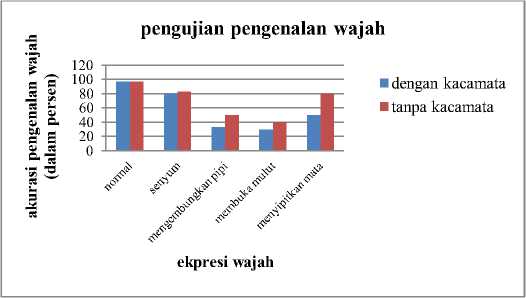 pengujian pengenalan wajah
akurasi pengenalan wajah
(dalam persen)
120
100
80
60
40
20
0
normal
senyum
mengembungkan pipi
membuka mulut
menyipitkan mata
ekpresi wajah
dengan kacamata
tanpa kacamata